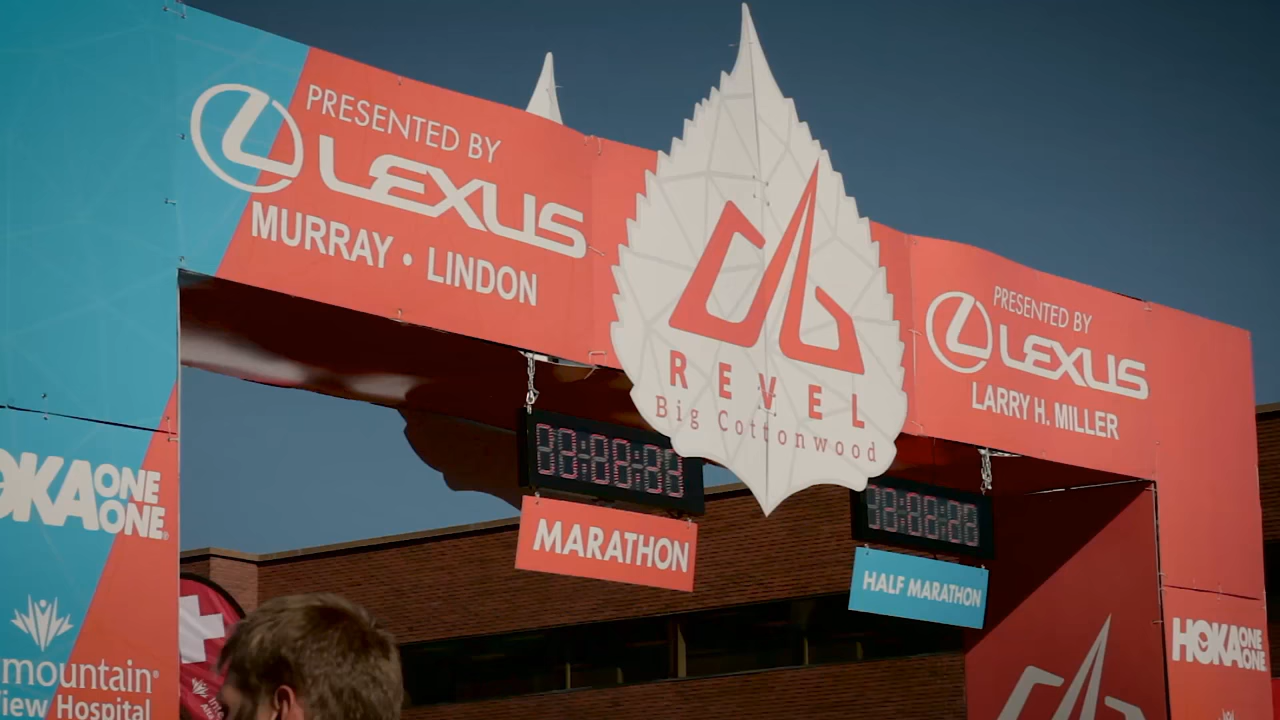 PRESENTED BY
LEXUS
MURRAY • LINDON
REVEL
Big Cottonwood
PRESENTED BY
LEXUS
LARRY H. MILLER
MARATHON
HALF MARATHON
HOKA ONE ONE
mountain
View Hospital
HOKA ONE ONE